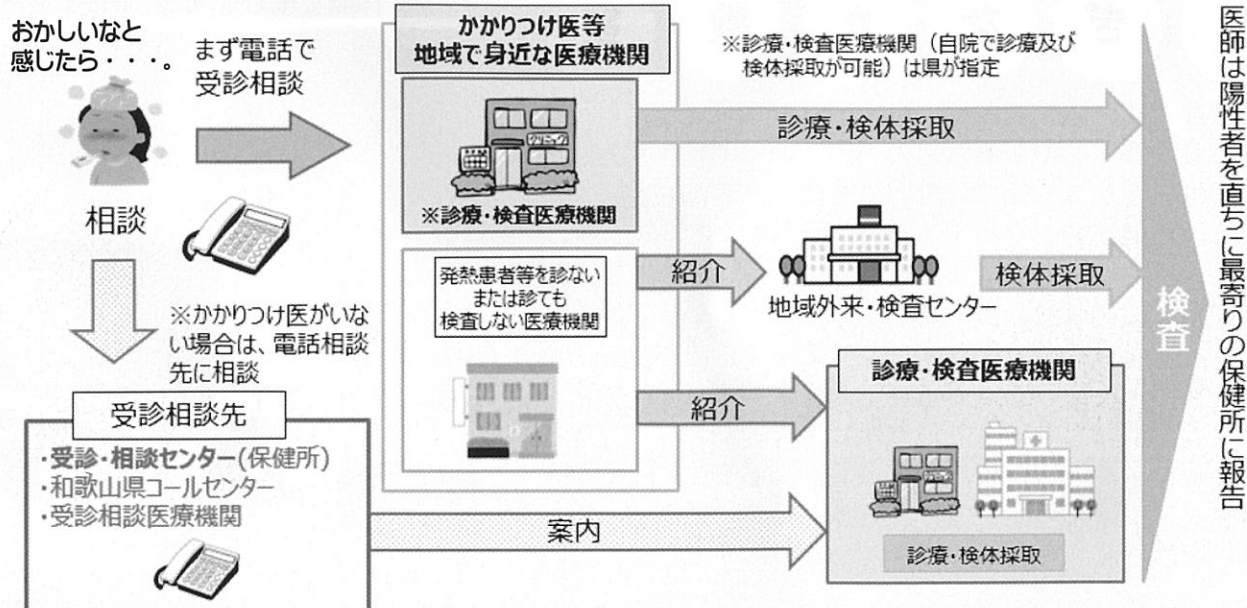 おかしいなと
感じたら・・・。
まず電話で
受診相談
相談
※かかりつけ医がいな
い場合は、電話相談
先に相談
受診相談先
・受診・相談センター(保健所)
・和歌山県コールセンター
・受診相談医療機関
かかりつけ医等
地域で身近な医療機関
クリニック
※診療・検査医療機関
発熱患者等を診ない
または診ても
検査しない医療機関
※診療・検査医療機関（自院で診療及び
検体採取が可能）は県が指定
診療・検体採取
紹介
地域外来・検査センター
検体採取
紹介
診療・検査医療機関
診療・検体採取
案内
検査
医師は陽性者を直ちに最寄りの保健所に報告